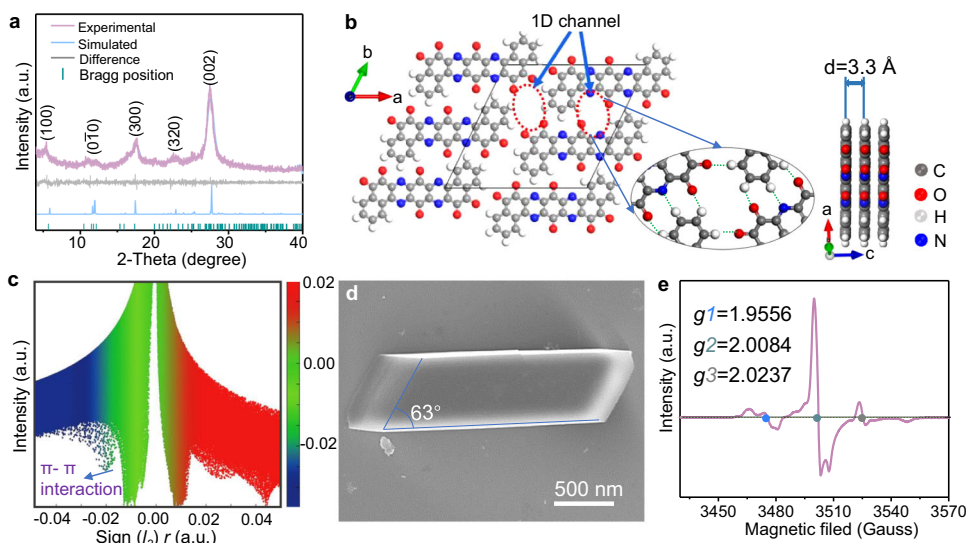 a
Experimental
Simulated
Difference
Bragg position
(100)
(01̄0)
(300)
(320)
(002)
Intensity (a.u.)
10
20
30
40
2-Theta (degree)
b
1D channel
b
a
d=3.3 Å
C
O
H
N
a
c
c
0.02
0.00
-0.02
Intensity (a.u.)
π- π
interaction
-0.04
-0.02
0.00
0.04
Sign (l2) r (a.u.)
d
63°
500 nm
e
g1=1.9556
g2=2.0084
g3=2.0237
Intensity (a.u.)
3450
3480
3510
3540
3570
Magnetic filed (Gauss)